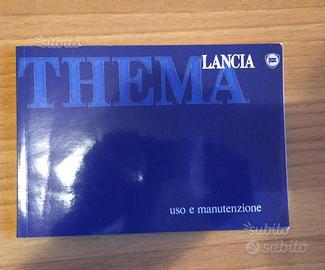 subito
LANCIA
THEMA
uso e manutenzione
subito
subito